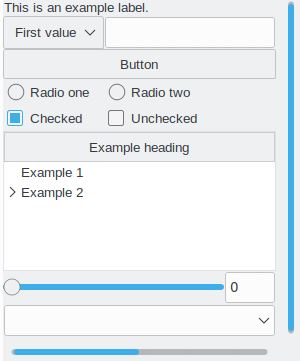 This is an example label.
First value
Button
Radio one Radio two
Checked Unchecked
Example heading
Example 1
Example 2
0